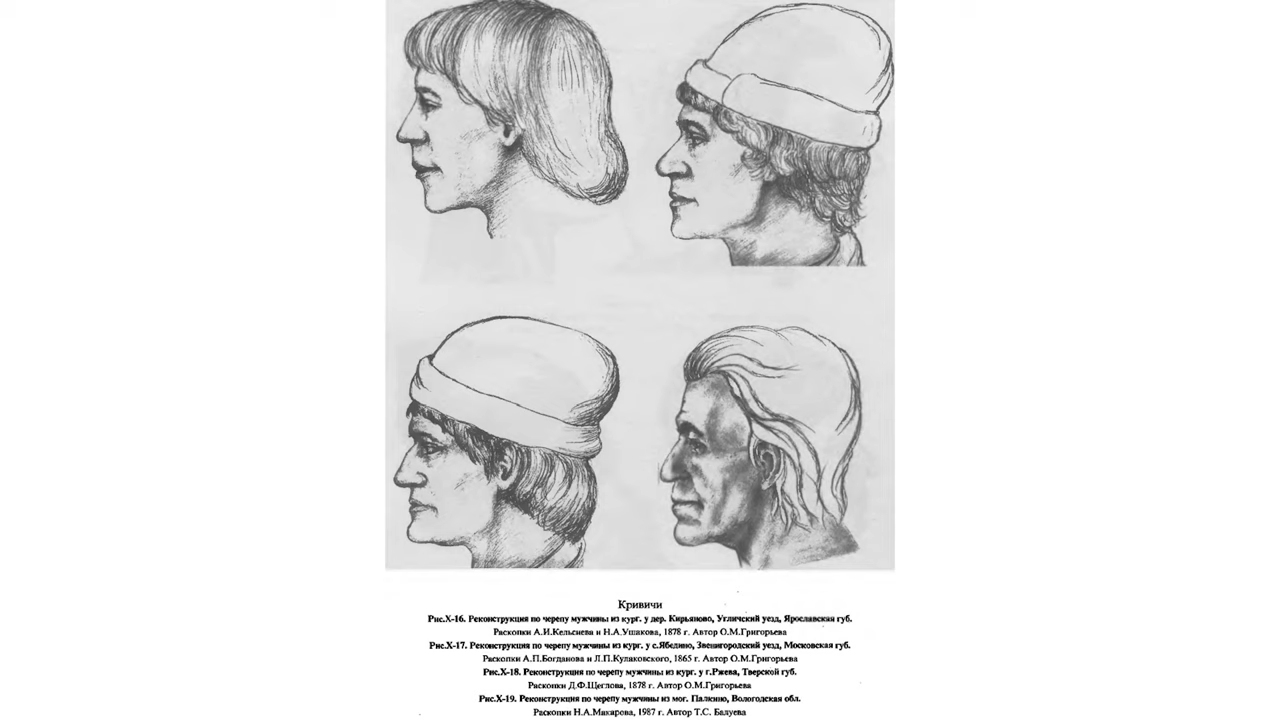 Кривичи
Рис.X-16. Реконструкция по черепу мужчины из кург. у дер. Кирьяново, Угличский уезд, Ярославская губ.
Раскопки А.И.Кельсиева и Н.А.Ушакова, 1878 г. Автор О.М.Григорьева
Рис.X-17. Реконструкция по черепу мужчины из кург. у с.Ябедино, Звенигородский уезд, Московская губ.
Раскопки А.П.Богданова и Л.П.Кулаковского, 1865 г. Автор О.М.Григорьева
Рис.X-18. Реконструкция по черепу мужчины из кург. у г.Ржева, Тверской губ.
Раскопки Д.Ф.Щеглова, 1878 г. Автор О.М.Григорьева
Рис.X-19. Реконструкция по черепу мужчины из мог. Палкино, Вологодская обл.
Раскопки Н.А.Макарова, 1987 г. Автор Т.С. Балуева